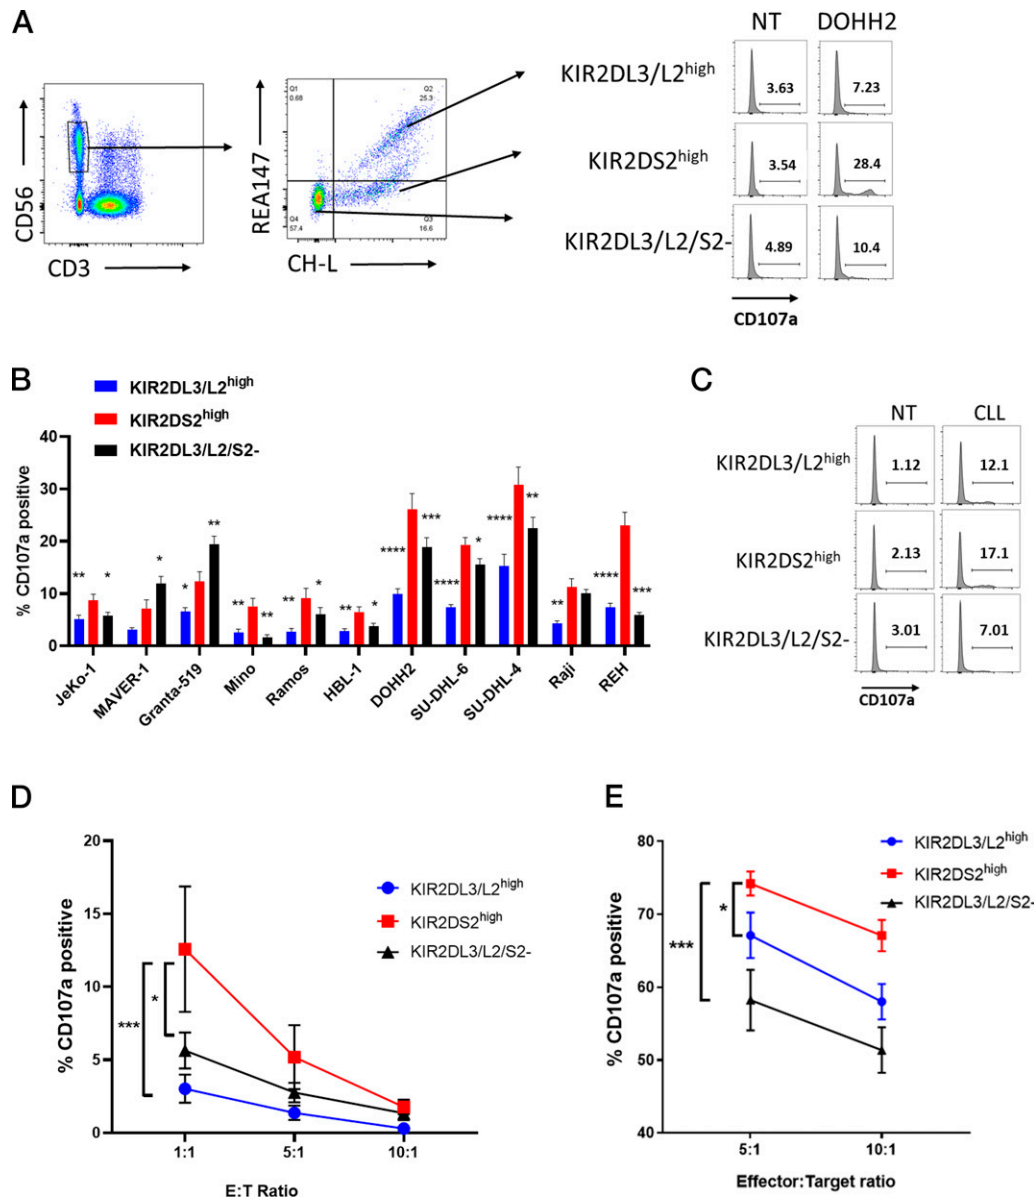 A
NT DOHH2
CD56
CD3
REA147
CH-L
Q1
0.68
Q2
25.3
Q4
57.4
Q3
16.6
KIR2DL3/L2high
3.63 7.23
KIR2DS2high
3.54 28.4
KIR2DL3/L2/S2-
4.89 10.4
CD107a
B
KIR2DL3/L2high
KIR2DS2high
KIR2DL3/L2/S2-
% CD107a positive
40
30
20
10
0
** *
*
* **
** **
** *
** *
**** ***
**** *
**** **
**
**** ***
JeKo-1
MAVER-1
Granta-519
Mino
Ramos
HBL-1
DOHH2
SU-DHL-6
SU-DHL-4
Raji
REH
C
NT CLL
KIR2DL3/L2high
1.12 12.1
KIR2DS2high
2.13 17.1
KIR2DL3/L2/S2-
3.01 7.01
CD107a
D
% CD107a positive
20
15
10
5
0
KIR2DL3/L2high
KIR2DS2high
KIR2DL3/L2/S2-
*
***
1:1 5:1 10:1
E:T Ratio
E
% CD107a positive
80
70
60
50
40
KIR2DL3/L2high
KIR2DS2high
KIR2DL3/L2/S2-
*
***
5:1 10:1
Effector:Target ratio